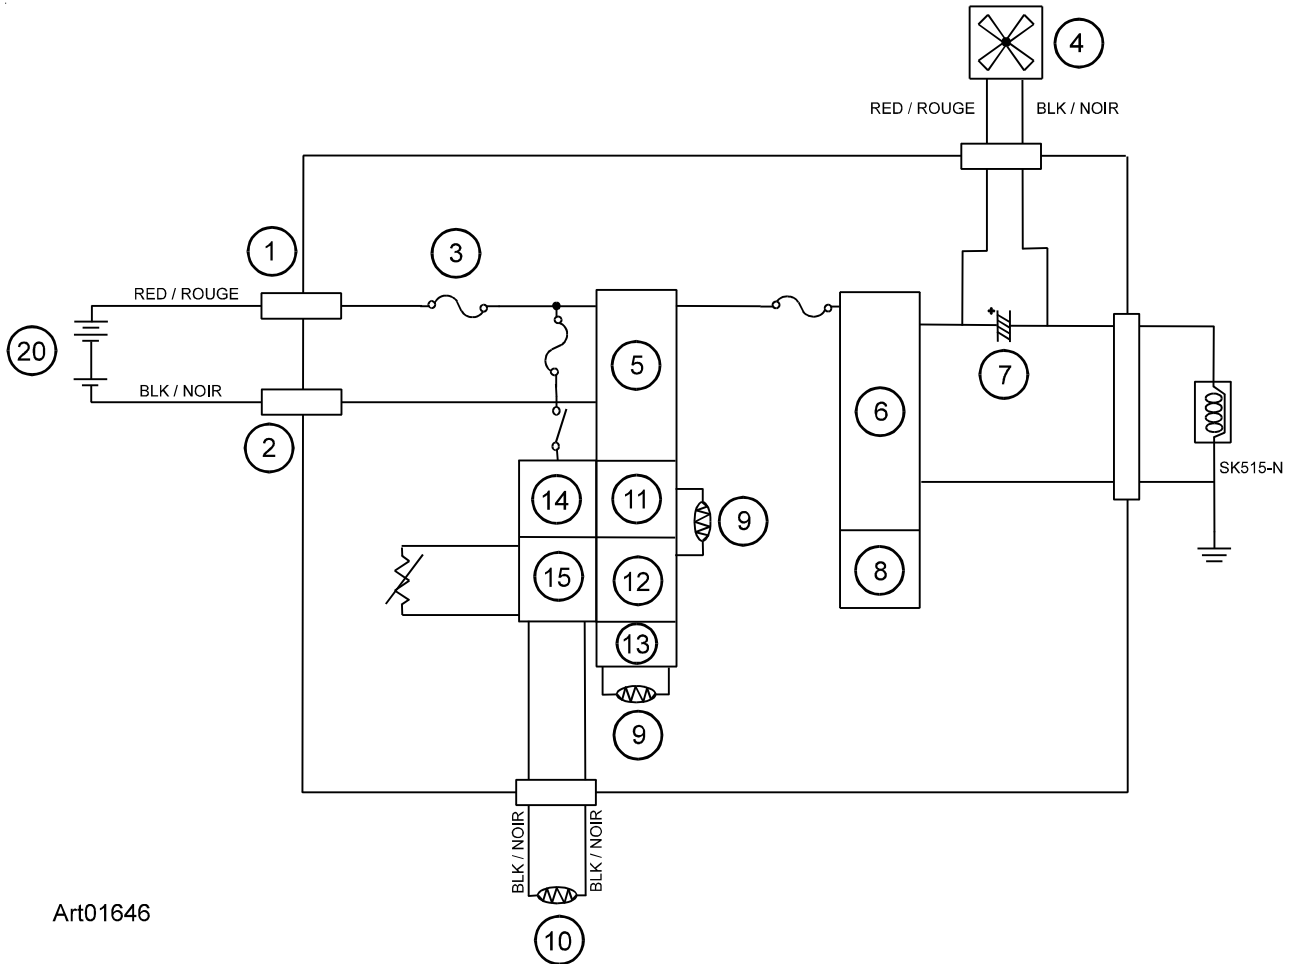 4
RED / ROUGE
BLK / NOIR
1
3
RED / ROUGE
20
5
+
7
6
BLK / NOIR
2
SK515-N
14
11
9
15
12
8
13
9
BLK / NOIR
BLK / NOIR
Art01646
10